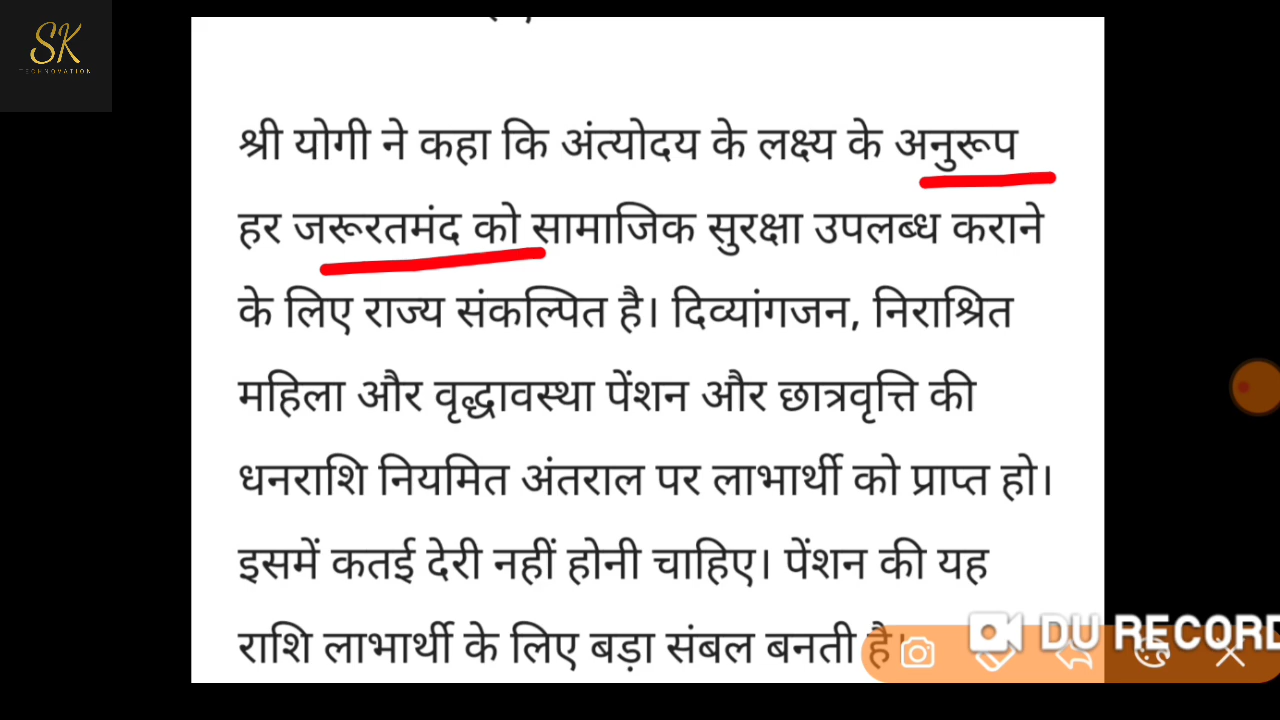 SK
TECHNOVATION
श्री योगी ने कहा कि अंत्योदय के लक्ष्य के अनुरूप
हर जरूरतमंद को सामाजिक सुरक्षा उपलब्ध कराने
के लिए राज्य संकल्पित है। दिव्यांगजन, निराश्रित
महिला और वृद्धावस्था पेंशन और छात्रवृत्ति की
धनराशि नियमित अंतराल पर लाभार्थी को प्राप्त हो।
इसमें कतई देरी नहीं होनी चाहिए। पेंशन की यह
राशि लाभार्थी के लिए बड़ा संबल बनती है।
DU RECORD